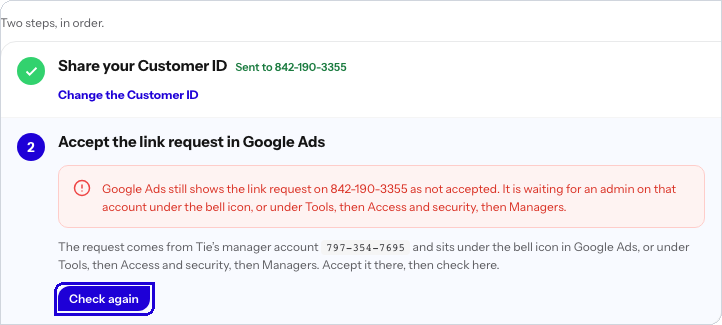 Two steps, in order.
Share your Customer ID Sent to 842-190-3355
Change the Customer ID
2 Accept the link request in Google Ads
Google Ads still shows the link request on 842-190-3355 as not accepted. It is waiting for an admin on that
account under the bell icon, or under Tools, then Access and security, then Managers.
The request comes from Tie's manager account 797-354-7695 and sits under the bell icon in Google Ads, or under
Tools, then Access and security, then Managers. Accept it there, then check here.
Check again